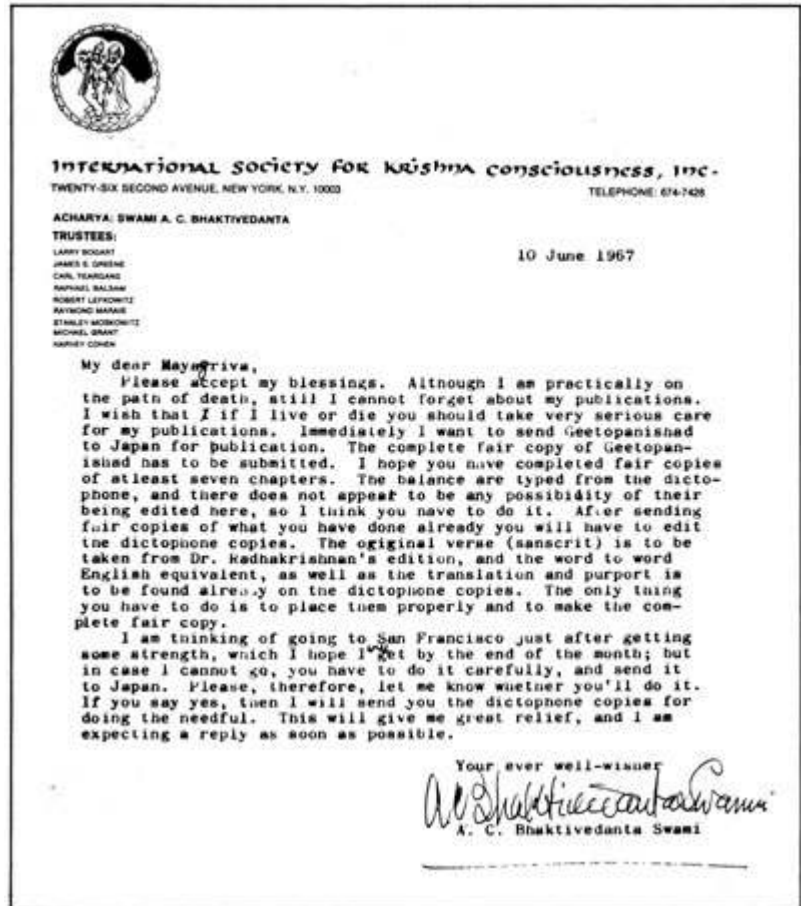 INTERNATIONAL SOCIETY FOR KRISHNA CONSCIOUSNESS, INC.
TWENTY-SIX SECOND AVENUE, NEW YORK, N.Y. 10003
TELEPHONE: 674-7428
ACHARYA: SWAMI A. C. BHAKTIVEDANTA
TRUSTEES:
LARRY BOGART
JAMES S. GREENE
CARL YEARGANS
RAPHAEL BALSAM
ROBERT LEFKOWITZ
RAYMOND MARAIS
STANLEY MOSKOWITZ
MICHAEL GRANT
HARVEY COHEN
10 June 1967
My dear Hayagriva,
Please accept my blessings. Although I am practically on
the path of death, still I cannot forget about my publications.
I wish that I if I live or die you should take very serious care
for my publications. Immediately I want to send Geetopanishad
to Japan for publication. The complete fair copy of Geetopan-
ishad has to be submitted. I hope you have completed fair copies
of atleast seven chapters. The balance are typed from the dicto-
phone, and there does not appear to be any possibidity of their
being edited here, so I think you have to do it. After sending
fair copies of what you have done already you will have to edit
the dictophone copies. The ogiginal verse (sanscrit) is to be
taken from Dr. Radhakrishnan's edition, and the word to word
English equivalent, as well as the translation and purport is
to be found already on the dictophone copies. The only thing
you have to do is to place them properly and to make the com-
plete fair copy.
I am thinking of going to San Francisco just after getting
some strength, which I hope I may get by the end of the month; but
in case I cannot go, you have to do it carefully, and send it
to Japan. Please, therefore, let me know whether you'll do it.
If you say yes, then I will send you the dictophone copies for
doing the needful. This will give me great relief, and I am
expecting a reply as soon as possible.
Your ever well-wisher
A C Bhaktivedanta Swami
A. C. Bhaktivedanta Swami